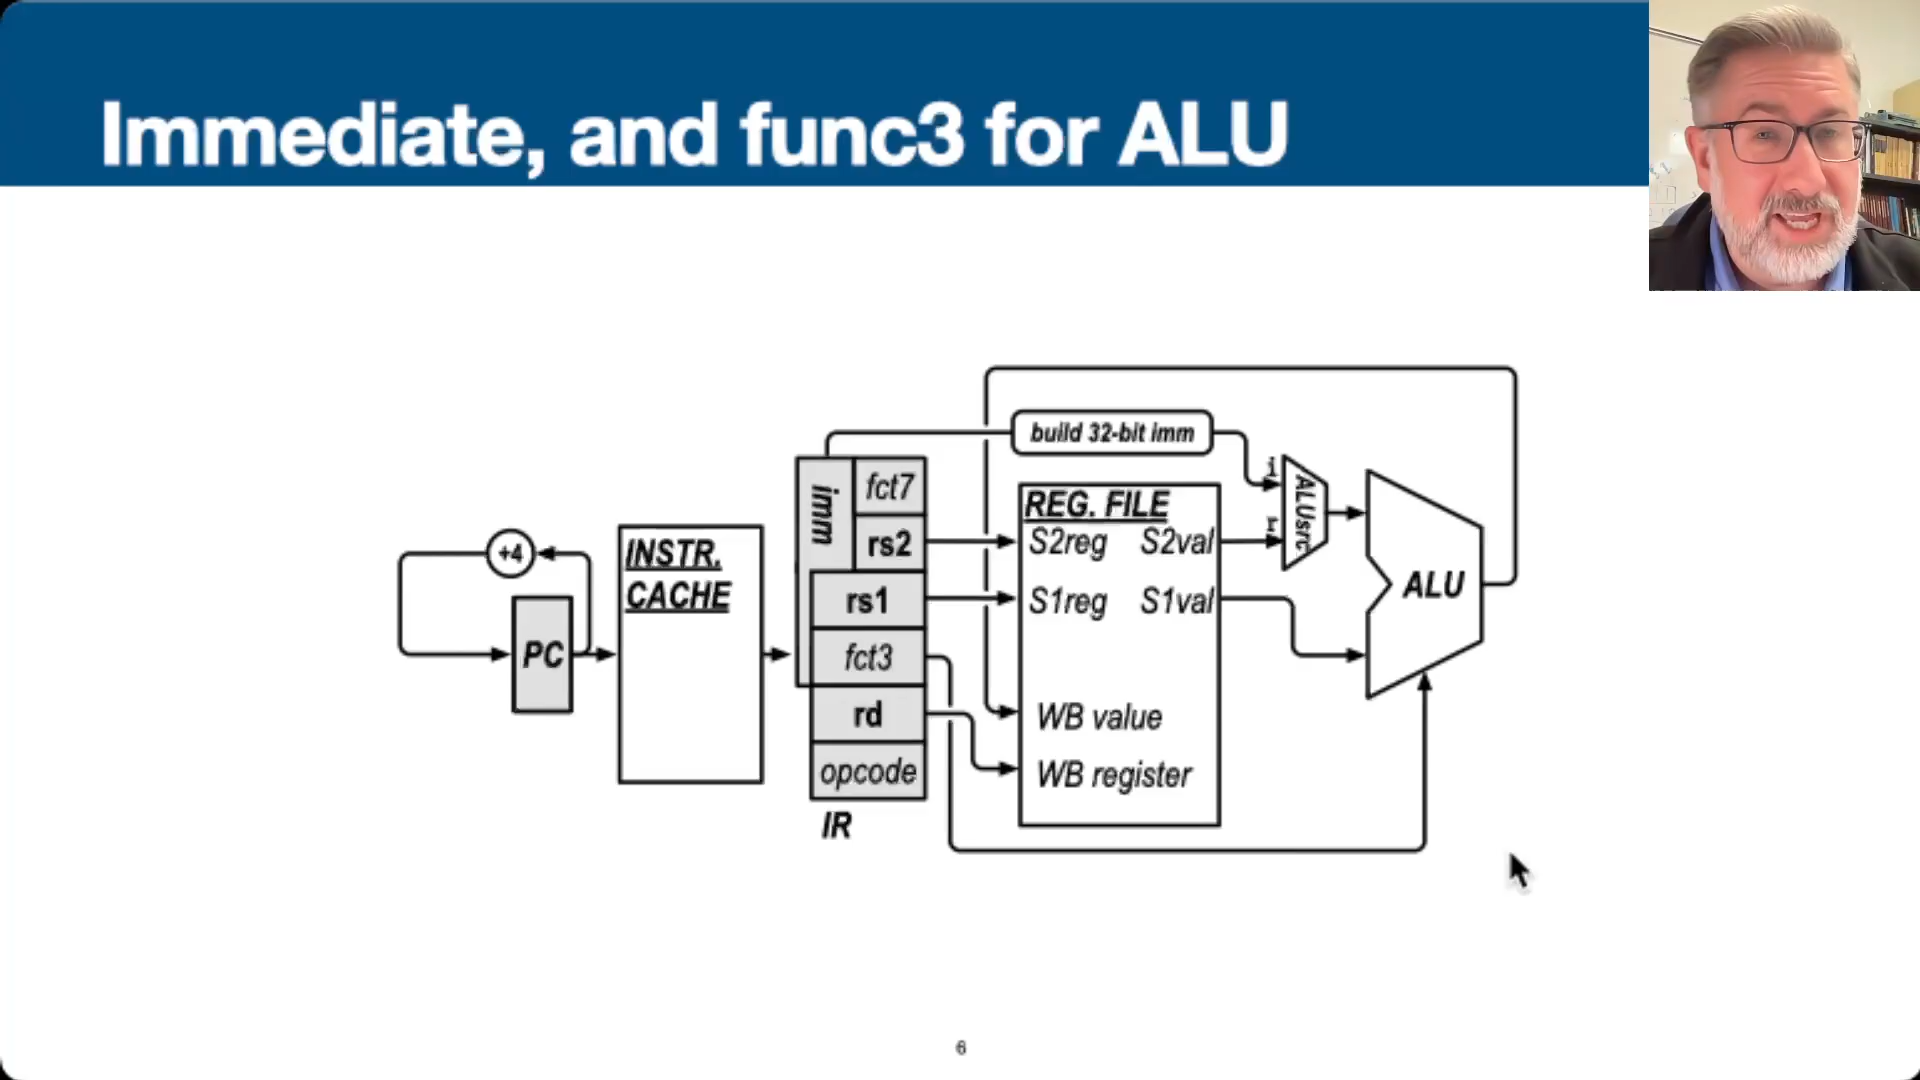 Immediate, and func3 for ALU
build 32-bit imm
i
r
ALUsrc
ALU
imm
fct7
rs2
rs1
fct3
rd
opcode
IR
REG. FILE
S2reg S2val
S1reg S1val
WB value
WB register
+4
PC
INSTR.
CACHE
6